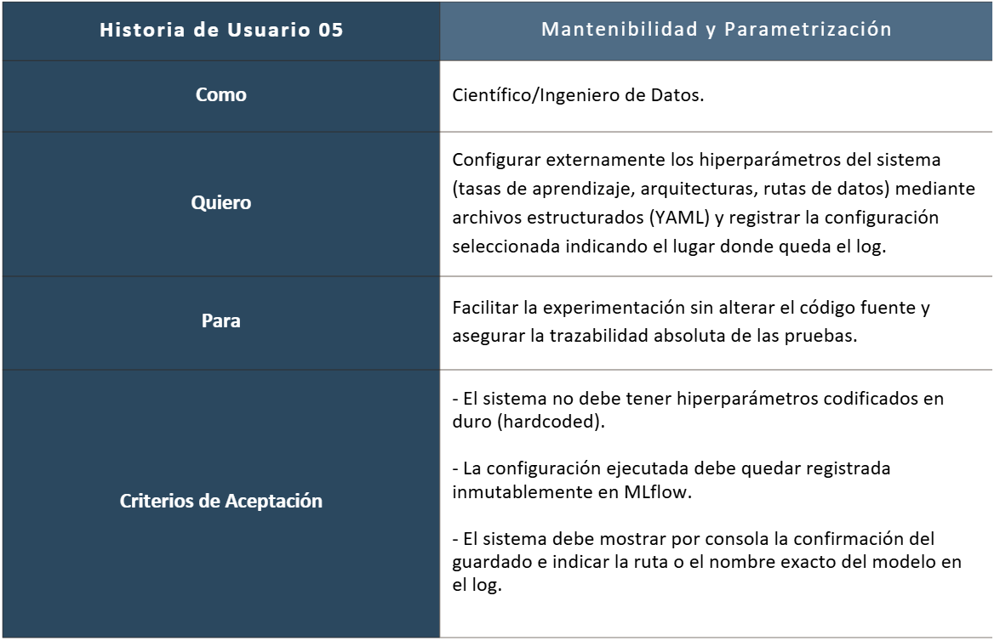 Historia de Usuario 05
Mantenibilidad y Parametrización
Como
Científico/Ingeniero de Datos.
Quiero
Configurar externamente los hiperparámetros del sistema
(tasas de aprendizaje, arquitecturas, rutas de datos) mediante
archivos estructurados (YAML) y registrar la configuración
seleccionada indicando el lugar donde queda el log.
Para
Facilitar la experimentación sin alterar el código fuente y
asegurar la trazabilidad absoluta de las pruebas.
Criterios de Aceptación
- El sistema no debe tener hiperparámetros codificados en
duro (hardcoded).
- La configuración ejecutada debe quedar registrada
inmutablemente en MLflow.
- El sistema debe mostrar por consola la confirmación del
guardado e indicar la ruta o el nombre exacto del modelo en
el log.